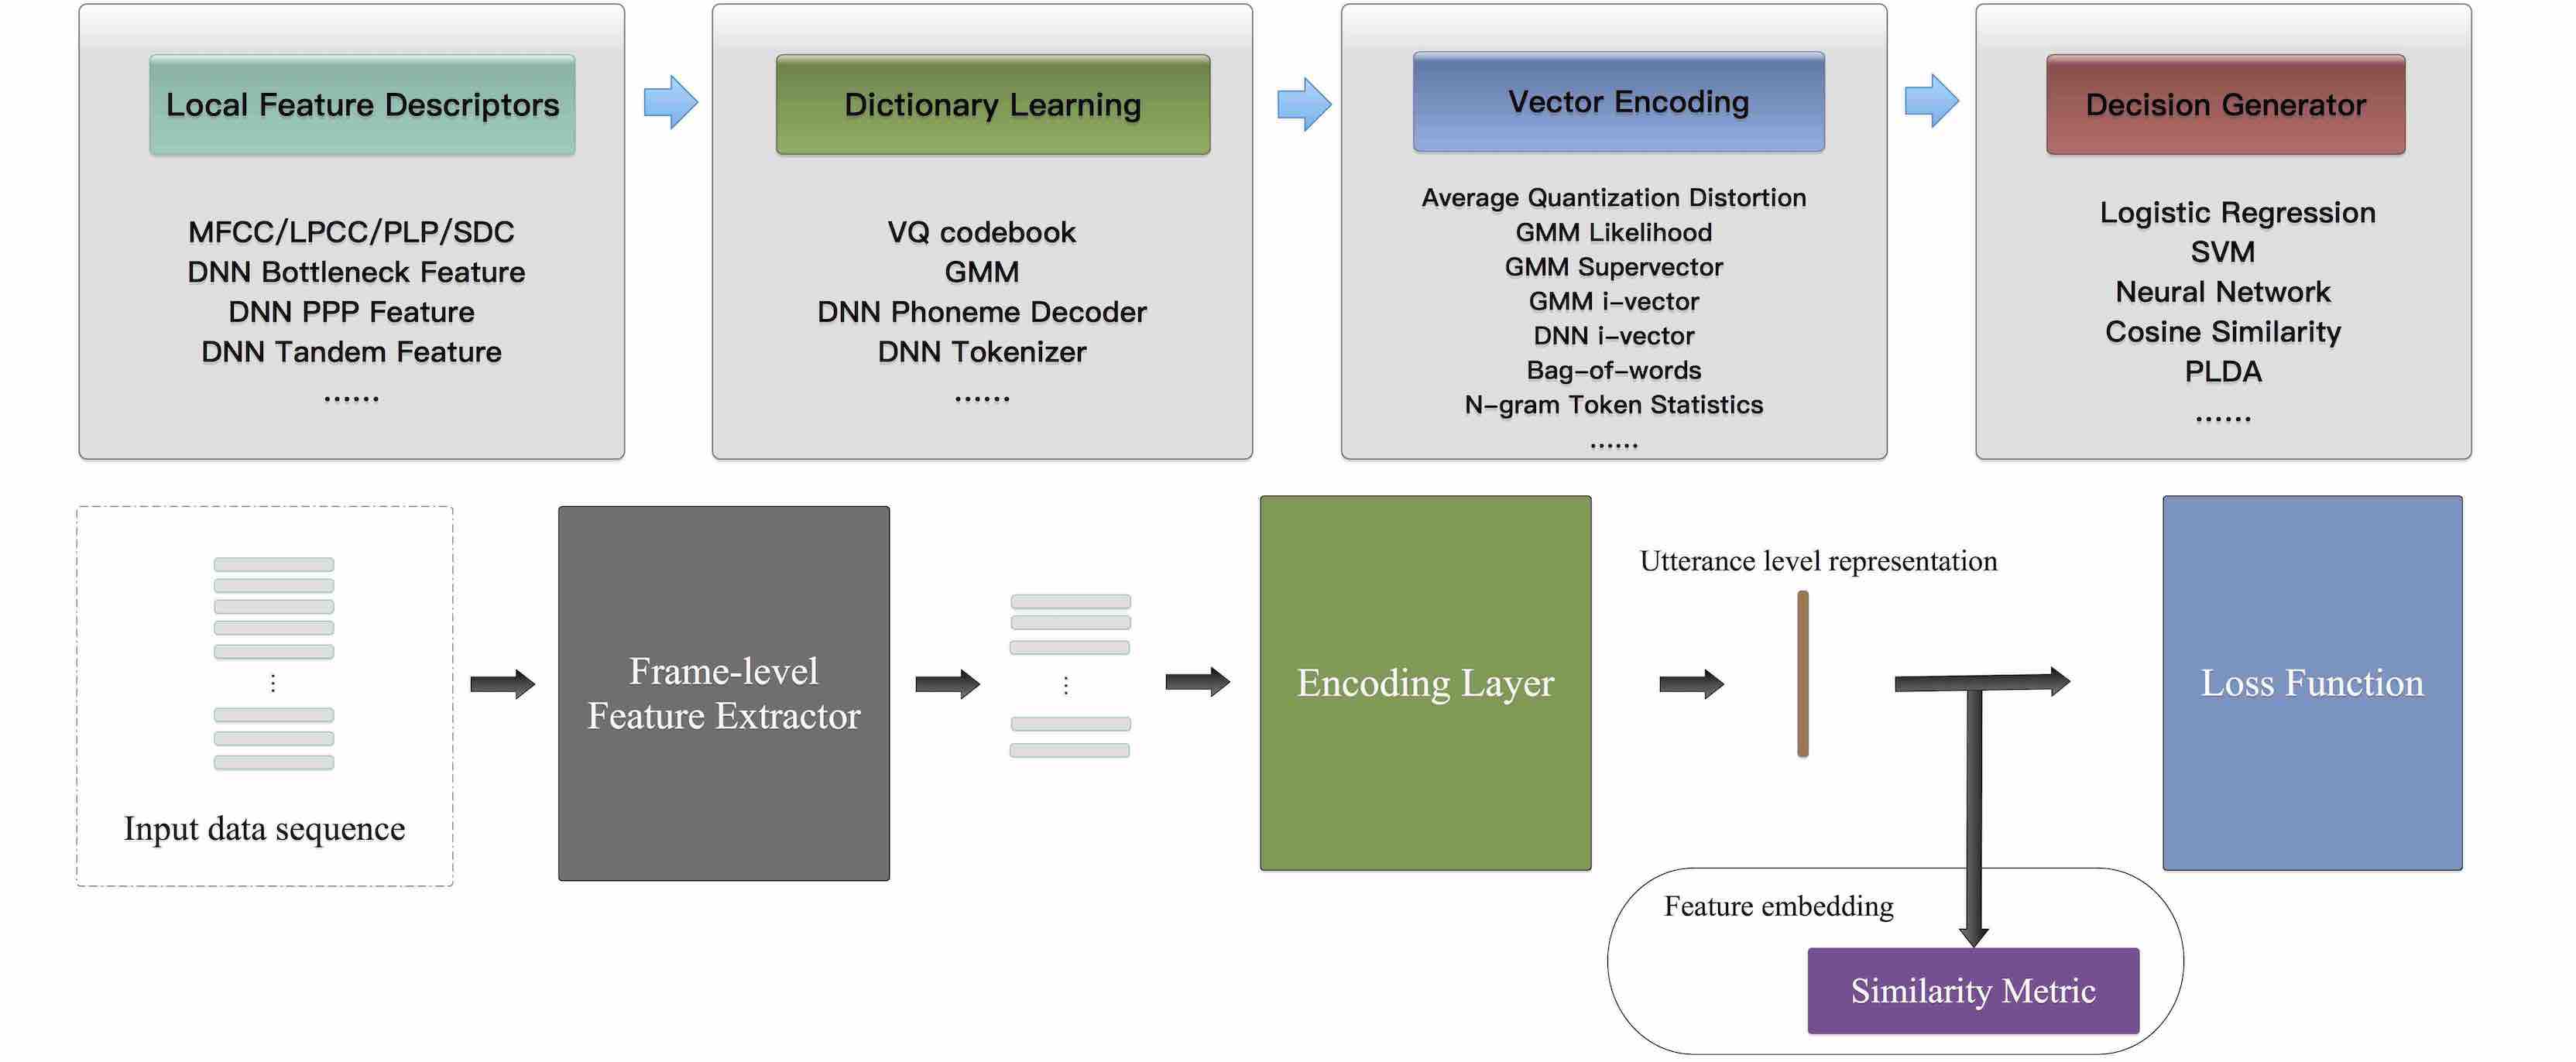 Local Feature Descriptors
MFCC/LPCC/PLP/SDC
DNN Bottleneck Feature
DNN PPP Feature
DNN Tandem Feature
......
Dictionary Learning
VQ codebook
GMM
DNN Phoneme Decoder
DNN Tokenizer
......
Vector Encoding
Average Quantization Distortion
GMM Likelihood
GMM Supervector
GMM i-vector
DNN i-vector
Bag-of-words
N-gram Token Statistics
......
Decision Generator
Logistic Regression
SVM
Neural Network
Cosine Similarity
PLDA
......
Input data sequence
Frame-level
Feature Extractor
Encoding Layer
Utterance level representation
Loss Function
Feature embedding
Similarity Metric